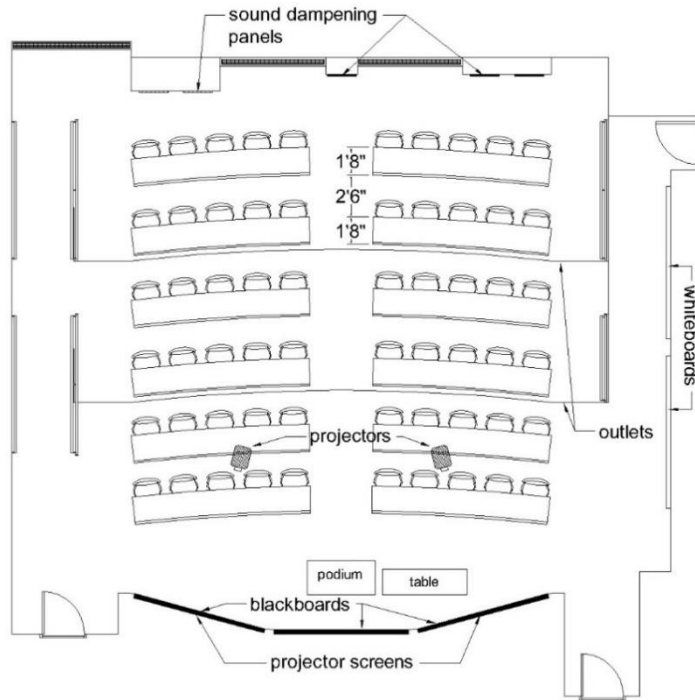 sound dampening
panels
1'8"
2'6"
1'8"
whiteboards
outlets
projectors
podium
table
blackboards
projector screens